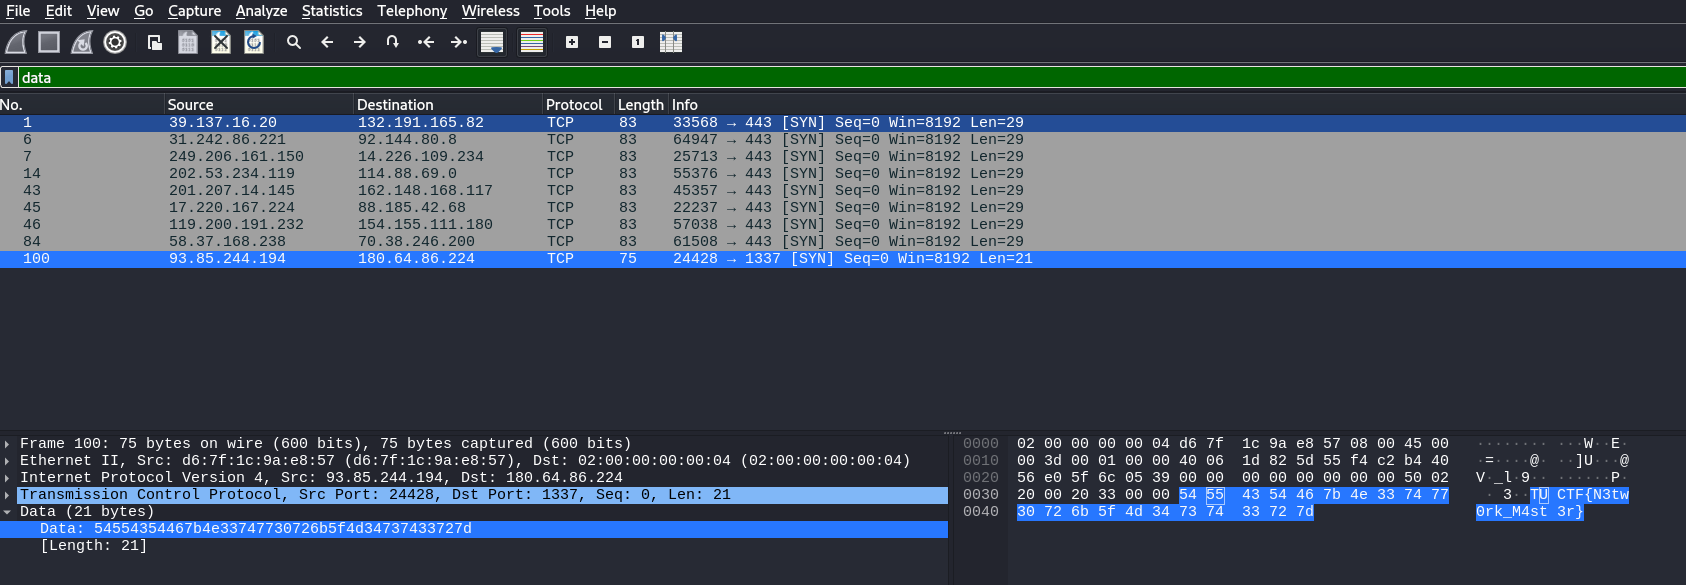 File Edit View Go Capture Analyze Statistics Telephony Wireless Tools Help
data
No. Source Destination Protocol Length Info
1 39.137.16.20 132.191.165.82 TCP 83 33568 → 443 [SYN] Seq=0 Win=8192 Len=29
6 31.242.86.221 92.144.80.8 TCP 83 64947 → 443 [SYN] Seq=0 Win=8192 Len=29
7 249.206.161.150 14.226.109.234 TCP 83 25713 → 443 [SYN] Seq=0 Win=8192 Len=29
14 202.53.234.119 114.88.69.0 TCP 83 55376 → 443 [SYN] Seq=0 Win=8192 Len=29
43 201.207.14.145 162.148.168.117 TCP 83 45357 → 443 [SYN] Seq=0 Win=8192 Len=29
45 17.220.167.224 88.185.42.68 TCP 83 22237 → 443 [SYN] Seq=0 Win=8192 Len=29
46 119.200.191.232 154.155.111.180 TCP 83 57038 → 443 [SYN] Seq=0 Win=8192 Len=29
84 58.37.168.238 70.38.246.200 TCP 83 61508 → 443 [SYN] Seq=0 Win=8192 Len=29
100 93.85.244.194 180.64.86.224 TCP 75 24428 → 1337 [SYN] Seq=0 Win=8192 Len=21
Frame 100: 75 bytes on wire (600 bits), 75 bytes captured (600 bits)
Ethernet II, Src: d6:7f:1c:9a:e8:57 (d6:7f:1c:9a:e8:57), Dst: 02:00:00:00:00:04 (02:00:00:00:00:04)
Internet Protocol Version 4, Src: 93.85.244.194, Dst: 180.64.86.224
Transmission Control Protocol, Src Port: 24428, Dst Port: 1337, Seq: 0, Len: 21
Data (21 bytes)
Data: 54554354467b4e33747730726b5f4d34737433727d
[Length: 21]
0000 02 00 00 00 00 04 d6 7f 1c 9a e8 57 08 00 45 00 ········ ···W··E·
0010 00 3d 00 01 00 00 40 06 1d 82 5d 55 f4 c2 b4 40 ·=····@· ··]U···@
0020 56 e0 5f 6c 05 39 00 00 00 00 00 00 00 00 50 02 V·_l·9·· ······P·
0030 20 00 20 33 00 00 54 55 43 54 46 7b 4e 33 74 77 · 3··TU CTF{N3tw
0040 30 72 6b 5f 4d 34 73 74 33 72 7d 0rk_M4st 3r}